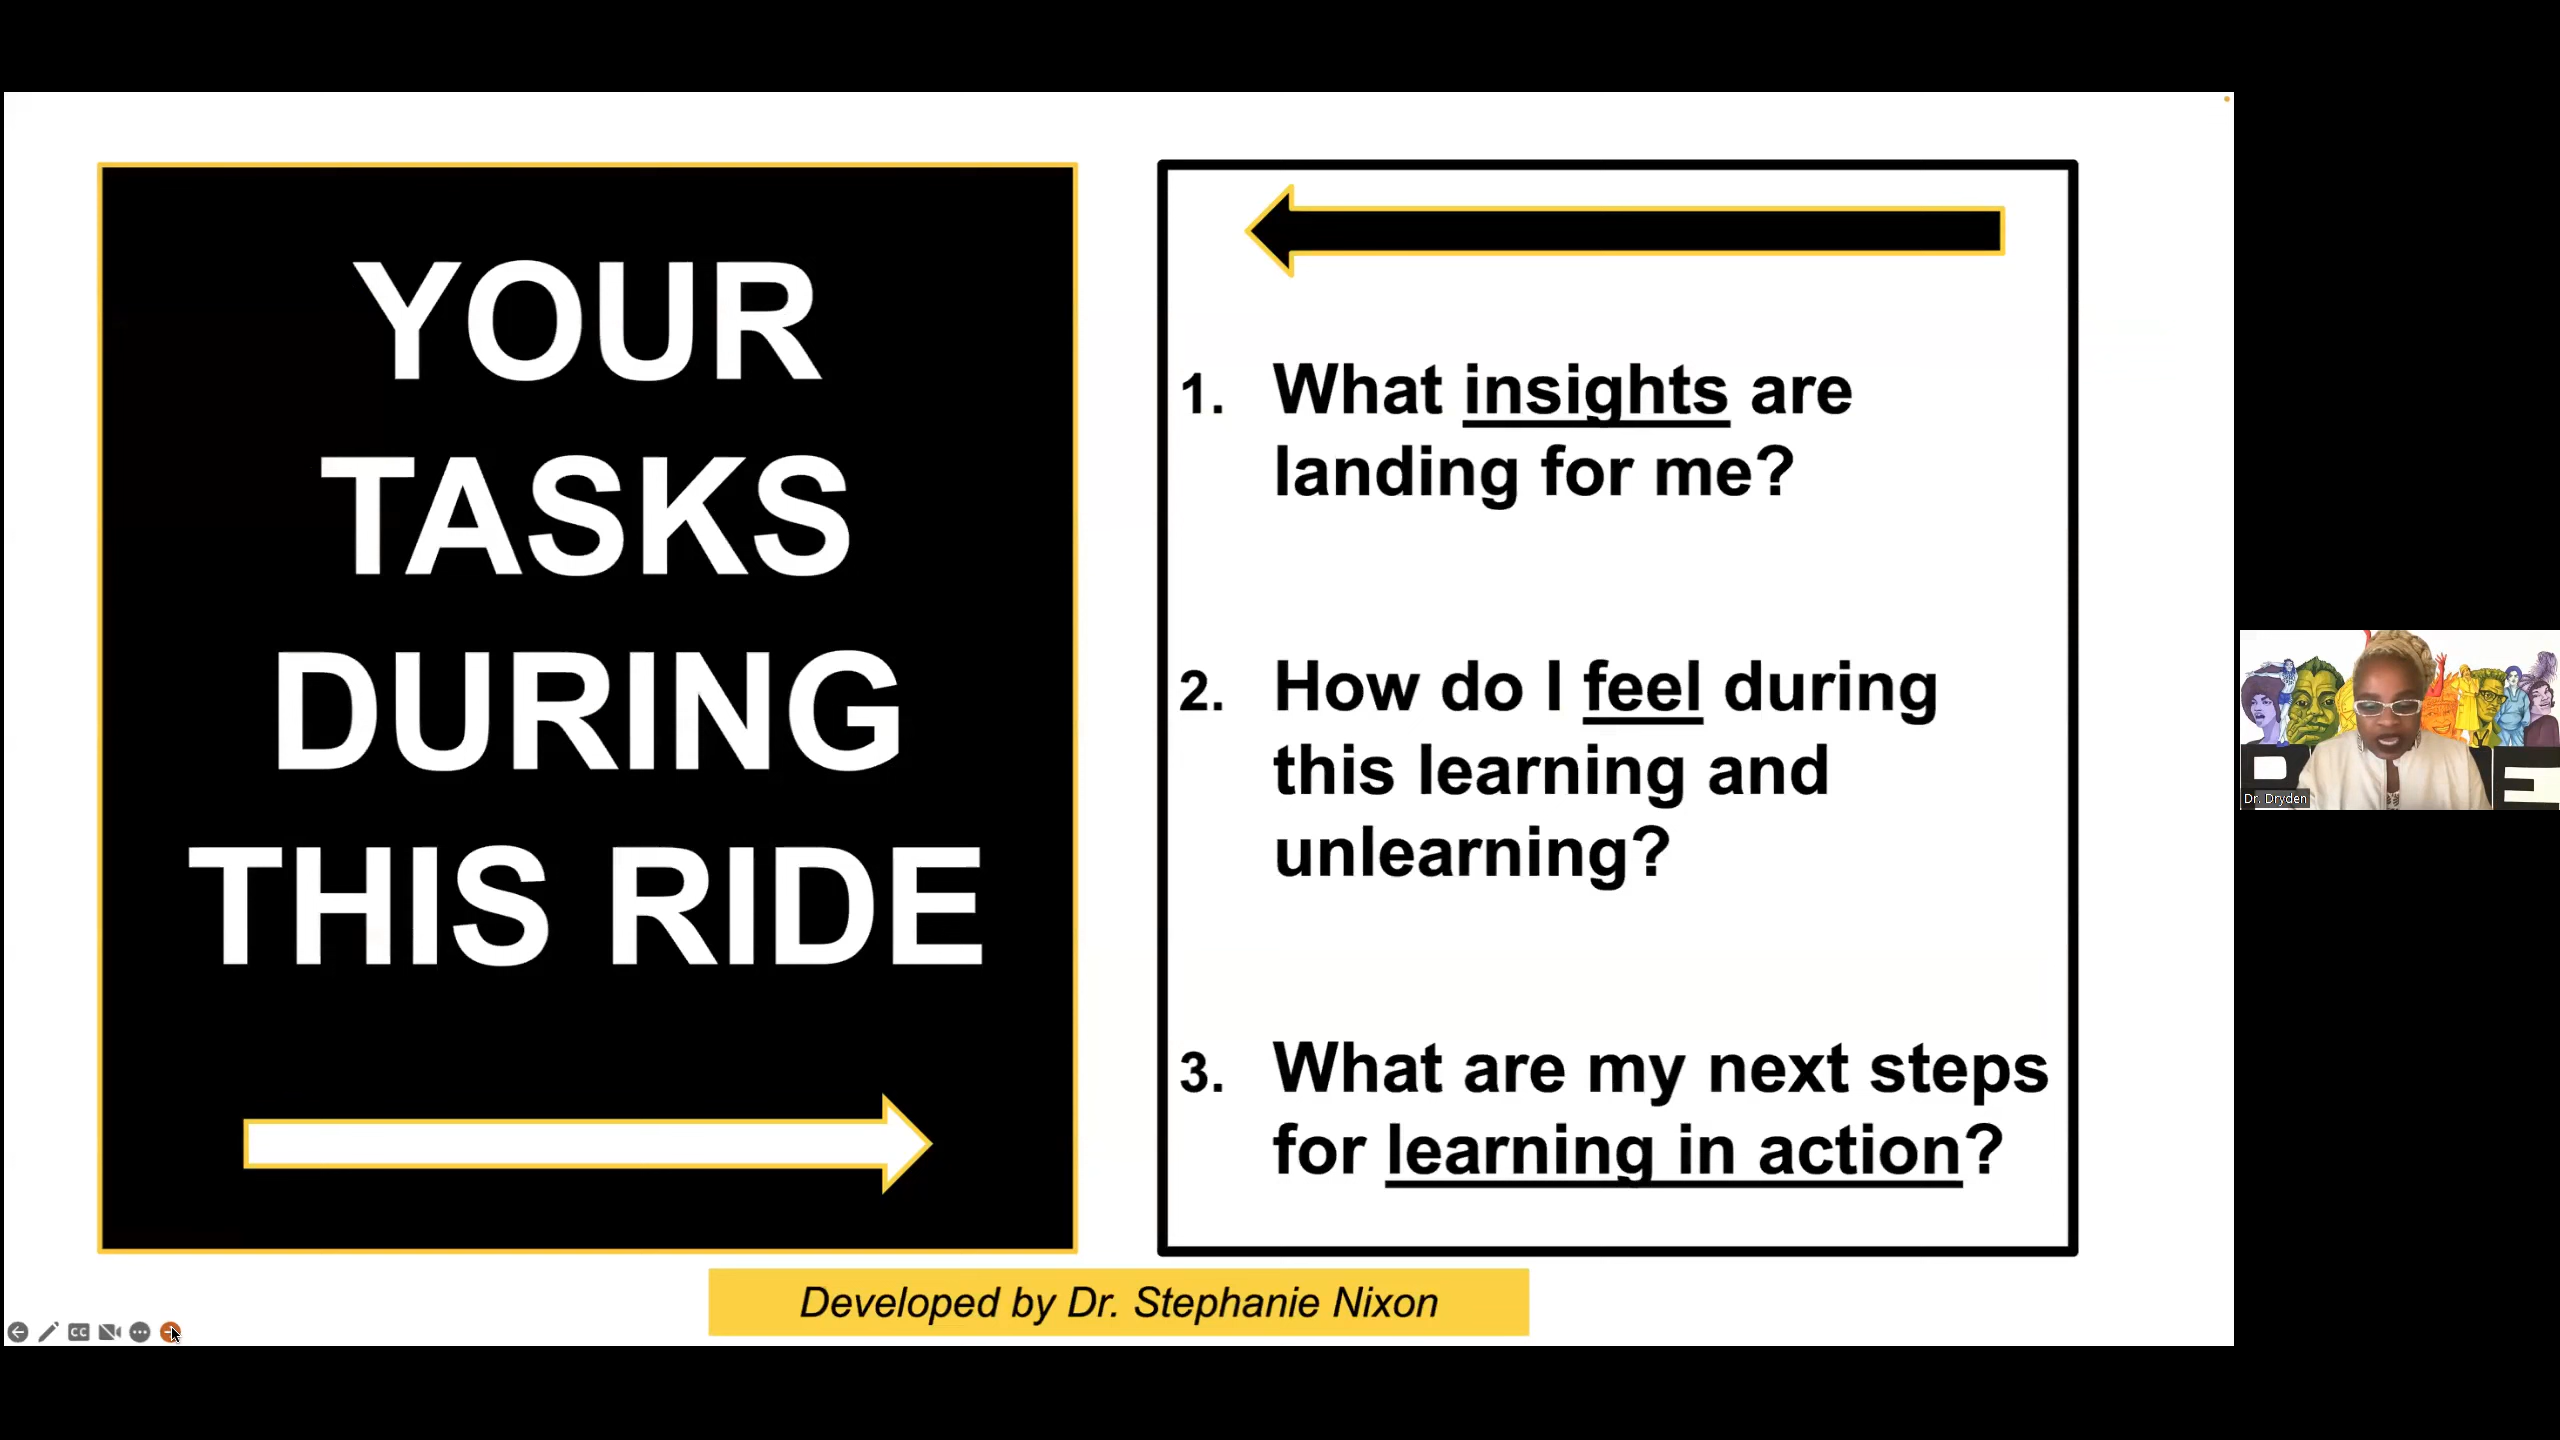 YOUR
TASKS
DURING
THIS RIDE
1. What insights are
landing for me?
2. How do I feel during
this learning and
unlearning?
3. What are my next steps
for learning in action?
Developed by Dr. Stephanie Nixon
CC
Dr. Dryden